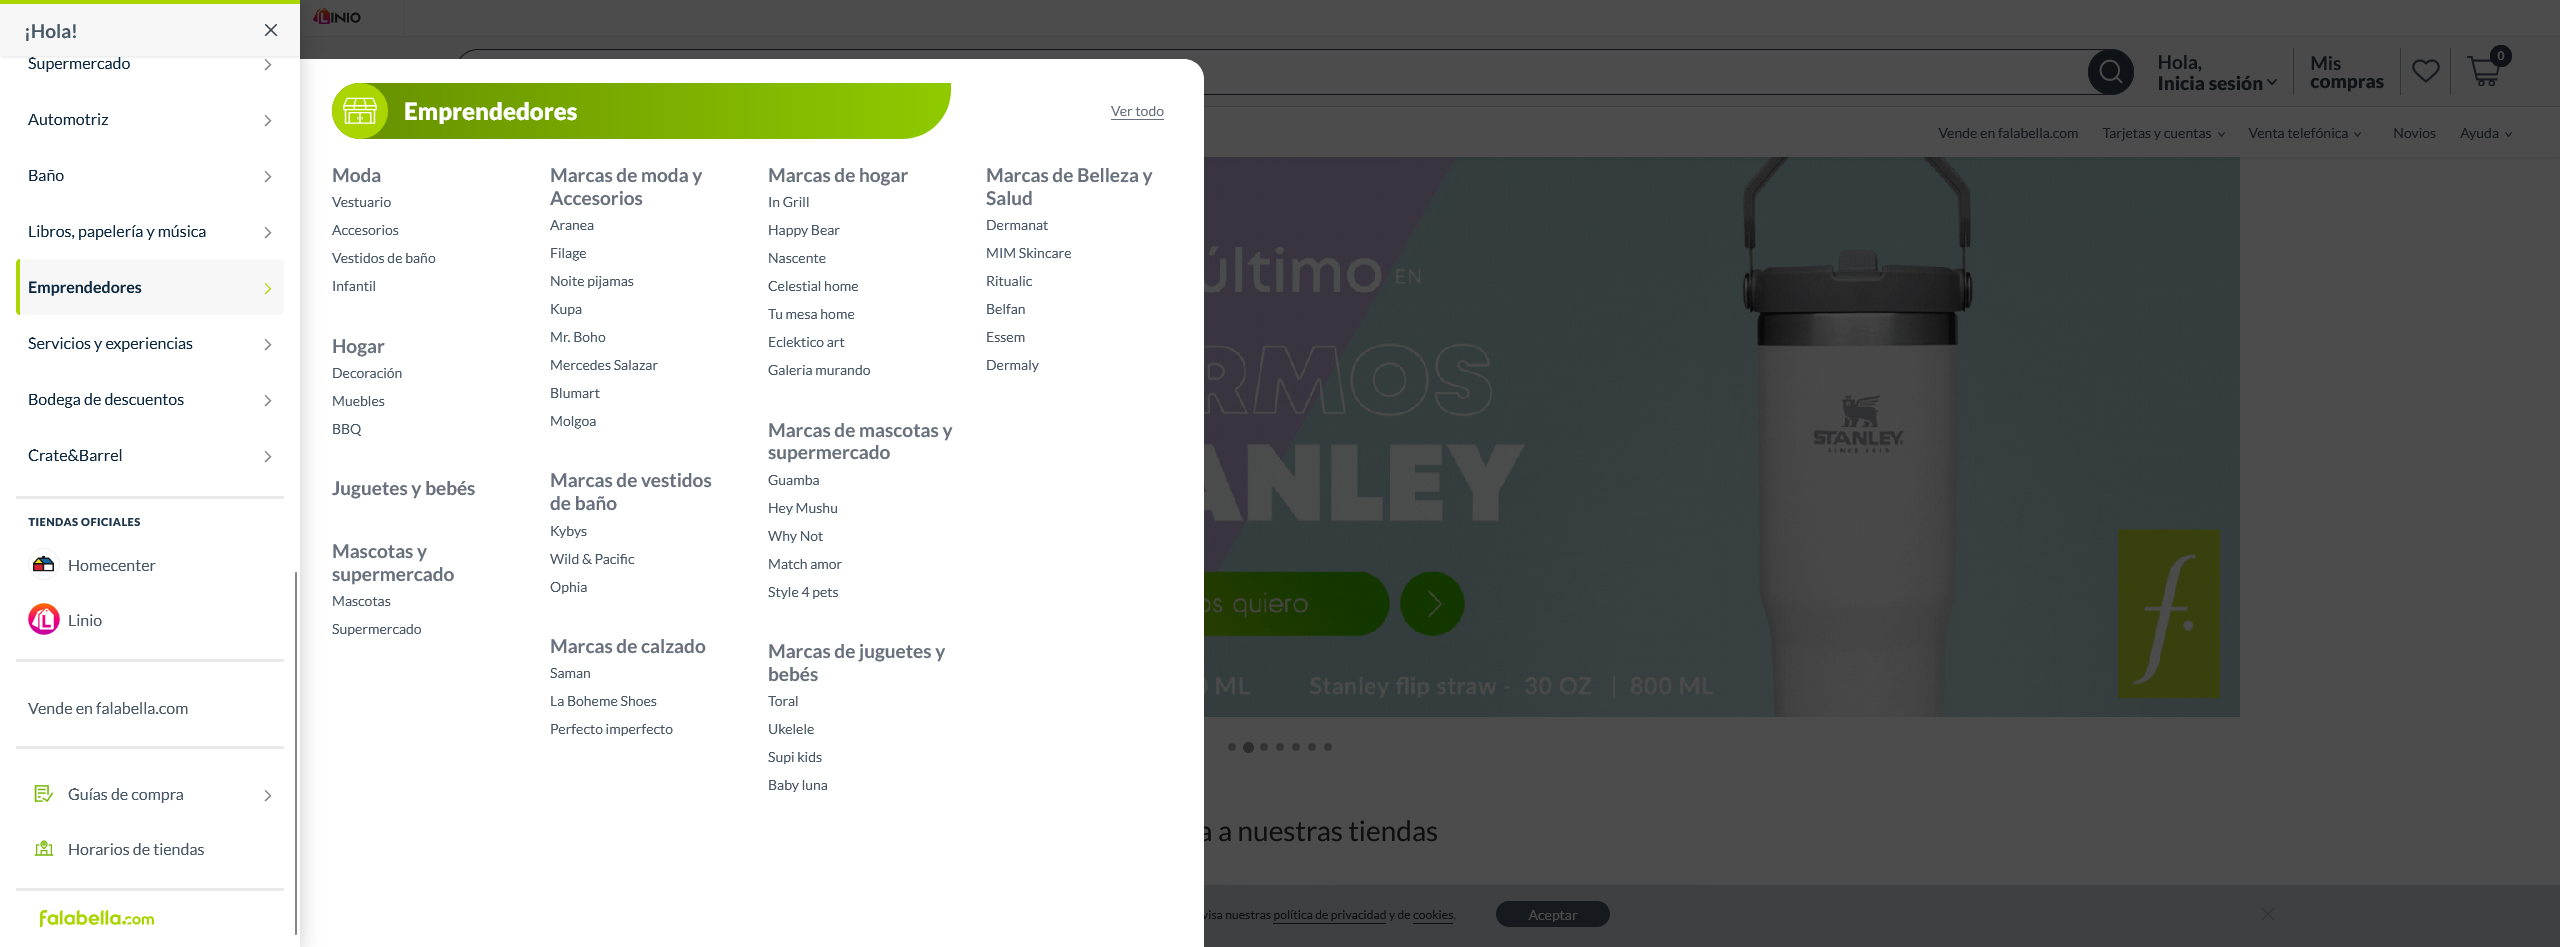 ¡Hola!
Supermercado
Automotriz
Baño
Libros, papelería y música
Emprendedores
Servicios y experiencias
Bodega de descuentos
Crate&Barrel
TIENDAS OFICIALES
Homecenter
Linio
Vende en falabella.com
Guías de compra
Horarios de tiendas
falabella.com
LINIO
Hola,
Inicia sesión
Mis
compras
0
Vende en falabella.com
Tarjetas y cuentas
Venta telefónica
Novios
Ayuda
Emprendedores
Ver todo
Moda
Vestuario
Accesorios
Vestidos de baño
Infantil
Hogar
Decoración
Muebles
BBQ
Juguetes y bebés
Mascotas y
supermercado
Mascotas
Supermercado
Marcas de moda y
Accesorios
Aranea
Filage
Noite pijamas
Kupa
Mr. Boho
Mercedes Salazar
Blumart
Molgoa
Marcas de vestidos
de baño
Kybys
Wild & Pacific
Ophia
Marcas de calzado
Saman
La Boheme Shoes
Perfecto imperfecto
Marcas de hogar
In Grill
Happy Bear
Nascente
Celestial home
Tu mesa home
Eclektico art
Galeria murando
Marcas de mascotas y
supermercado
Guamba
Hey Mushu
Why Not
Match amor
Style 4 pets
Marcas de juguetes y
bebés
Toral
Ukelele
Supi kids
Baby luna
Marcas de Belleza y
Salud
Dermanat
MIM Skincare
Ritualic
Belfan
Essem
Dermaly
último EN
RMOS
ANLEY
os quiero
ML
Stanley flip straw - 30 OZ | 800 ML
STANLEY
SINCE 1913
f.
a a nuestras tiendas
visa nuestras política de privacidad y de cookies.
Aceptar